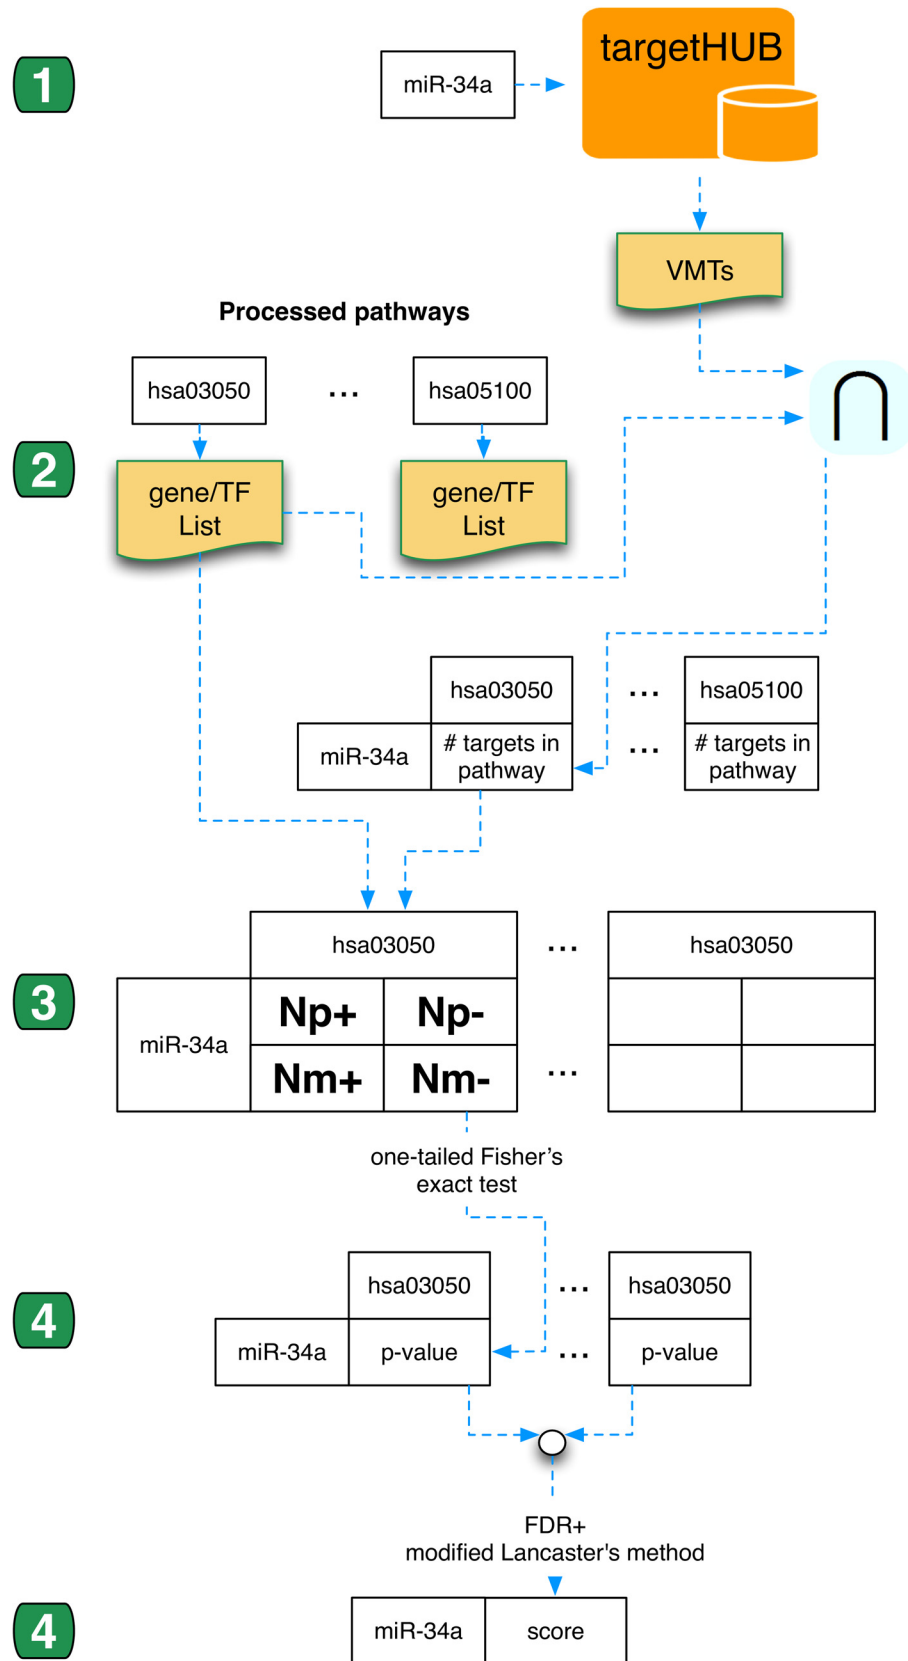 1
miR-34a
targetHUB
VMTs
Processed pathways
hsa03050
...
hsa05100
2
gene/TF
List
gene/TF
List
hsa03050
...
hsa05100
miR-34a
# targets in
pathway
...
# targets in
pathway
3
hsa03050
...
hsa03050
miR-34a
Np+
Np-
Nm+
Nm-
...
one-tailed Fisher's
exact test
4
hsa03050
...
hsa03050
miR-34a
p-value
...
p-value
FDR+
modified Lancaster's method
4
miR-34a
score